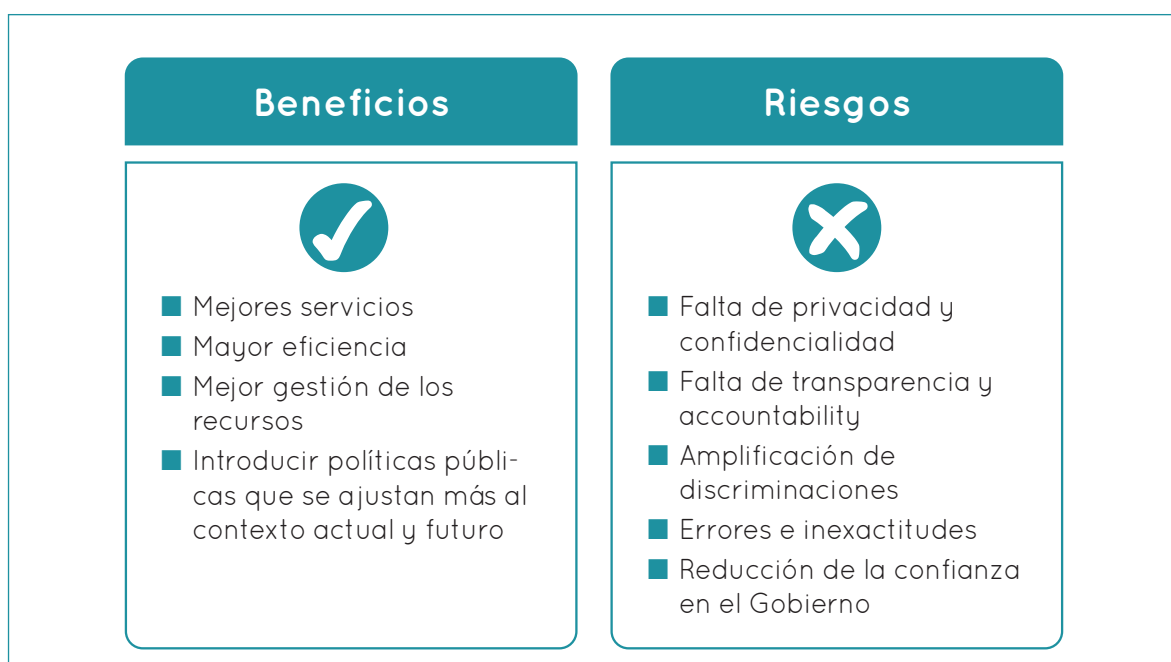 Beneficios
Mejores servicios
Mayor eficiencia
Mejor gestión de los
recursos
Introducir políticas públi-
cas que se ajustan más al
contexto actual y futuro
Riesgos
Falta de privacidad y
confidencialidad
Falta de transparencia y
accountability
Amplificación de
discriminaciones
Errores e inexactitudes
Reducción de la confianza
en el Gobierno